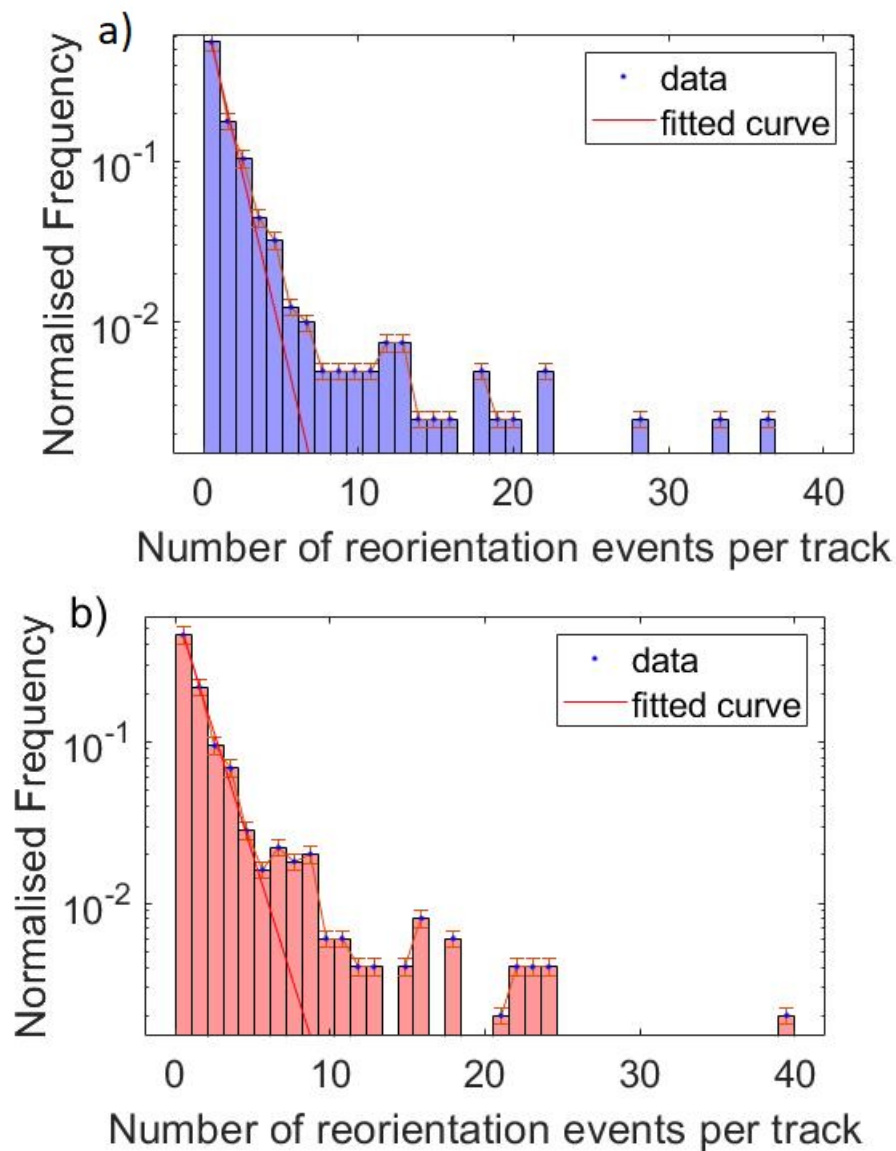 a)
Normalised Frequency
10^-1
10^-2
data
fitted curve
0 10 20 30 40
Number of reorientation events per track
b)
Normalised Frequency
10^-1
10^-2
data
fitted curve
0 10 20 30 40
Number of reorientation events per track